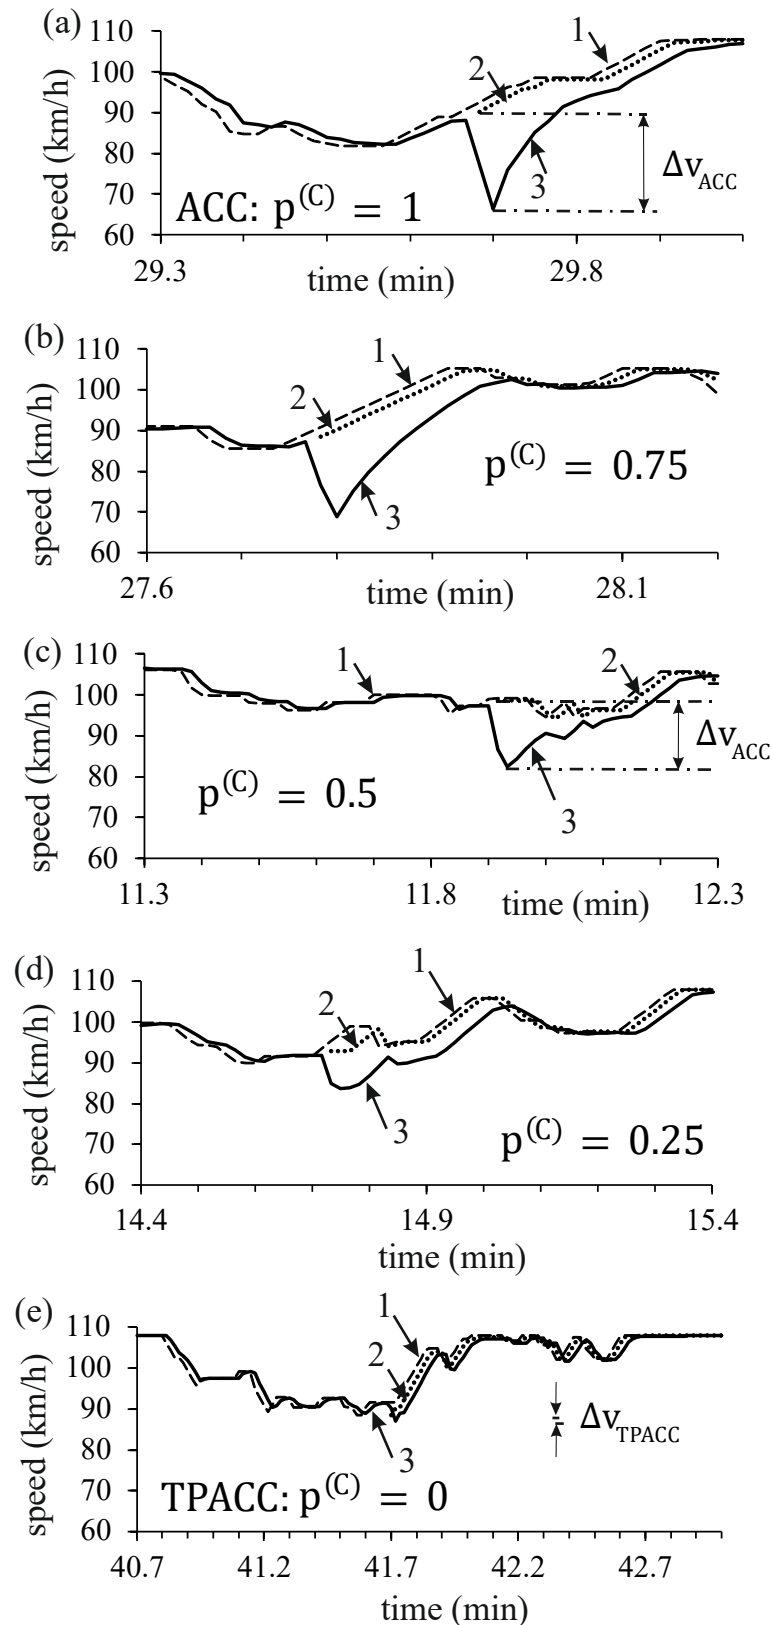 (a)
speed (km/h)
110
100
90
80
70
60
1
2
3
Δv_ACC
ACC: p^(C) = 1
29.3
29.8
time (min)
(b)
speed (km/h)
110
100
90
80
70
60
1
2
3
p^(C) = 0.75
27.6
28.1
time (min)
(c)
speed (km/h)
110
100
90
80
70
60
1
2
3
Δv_ACC
p^(C) = 0.5
11.3
11.8
12.3
time (min)
(d)
speed (km/h)
110
100
90
80
70
60
1
2
3
p^(C) = 0.25
14.4
14.9
15.4
time (min)
(e)
speed (km/h)
110
100
90
80
70
60
1
2
3
Δv_TPACC
TPACC: p^(C) = 0
40.7
41.2
41.7
42.2
42.7
time (min)